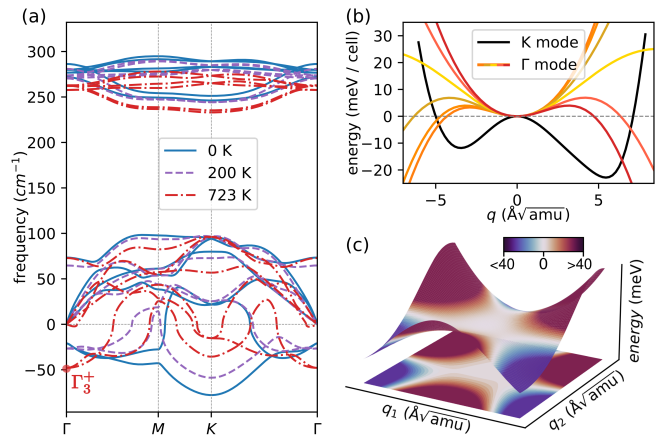 (a)
300
250
200
150
100
50
0
−50
frequency (cm⁻¹)
0 K
200 K
723 K
Γ₃⁺
Γ
M
K
Γ
(b)
30
20
10
0
−10
−20
energy (meV / cell)
K mode
Γ mode
−5
0
5
q (Å√amu)
(c)
<40
0
>40
energy (meV)
q₁ (Å√amu)
q₂ (Å√amu)